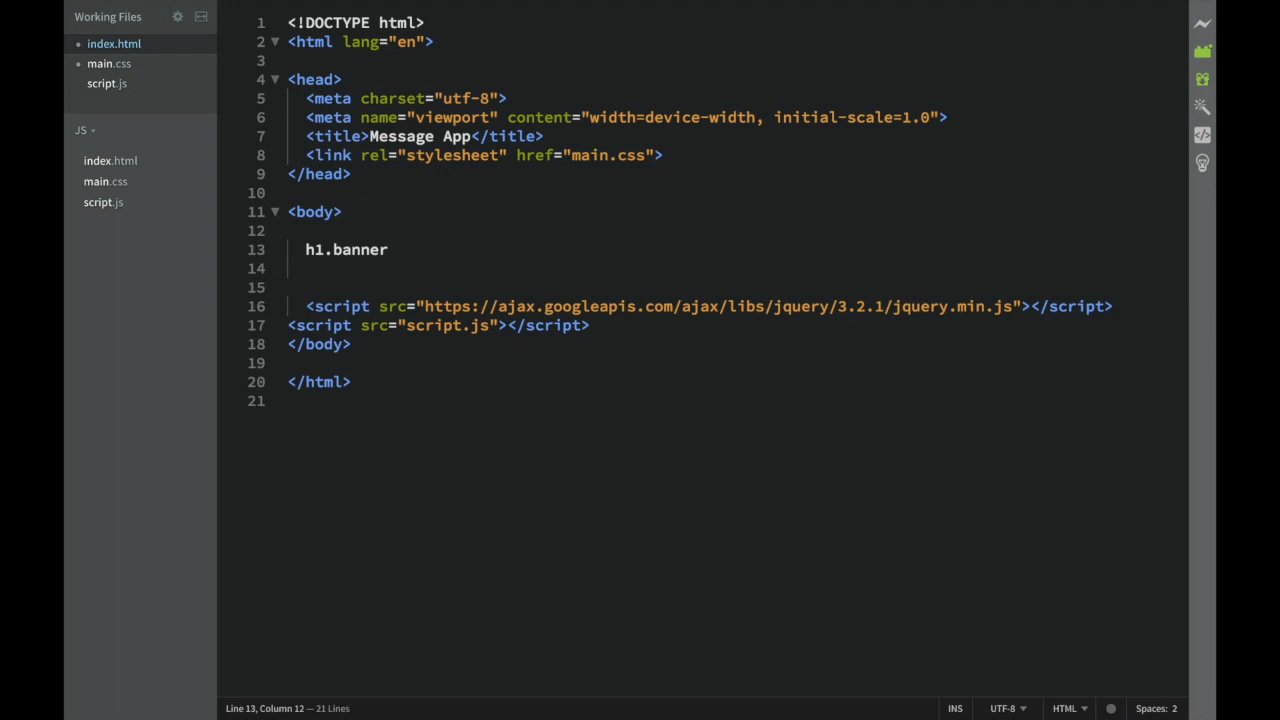 Working Files
index.html
main.css
script.js
JS
index.html
main.css
script.js
1 <!DOCTYPE html>
2 <html lang="en">
3
4 <head>
5 <meta charset="utf-8">
6 <meta name="viewport" content="width=device-width, initial-scale=1.0">
7 <title>Message App</title>
8 <link rel="stylesheet" href="main.css">
9 </head>
10
11 <body>
12
13 h1.banner
14
15
16 <script src="https://ajax.googleapis.com/ajax/libs/jquery/3.2.1/jquery.min.js"></script>
17 <script src="script.js"></script>
18 </body>
19
20 </html>
21
Line 13, Column 12 — 21 Lines
INS UTF-8 HTML Spaces: 2